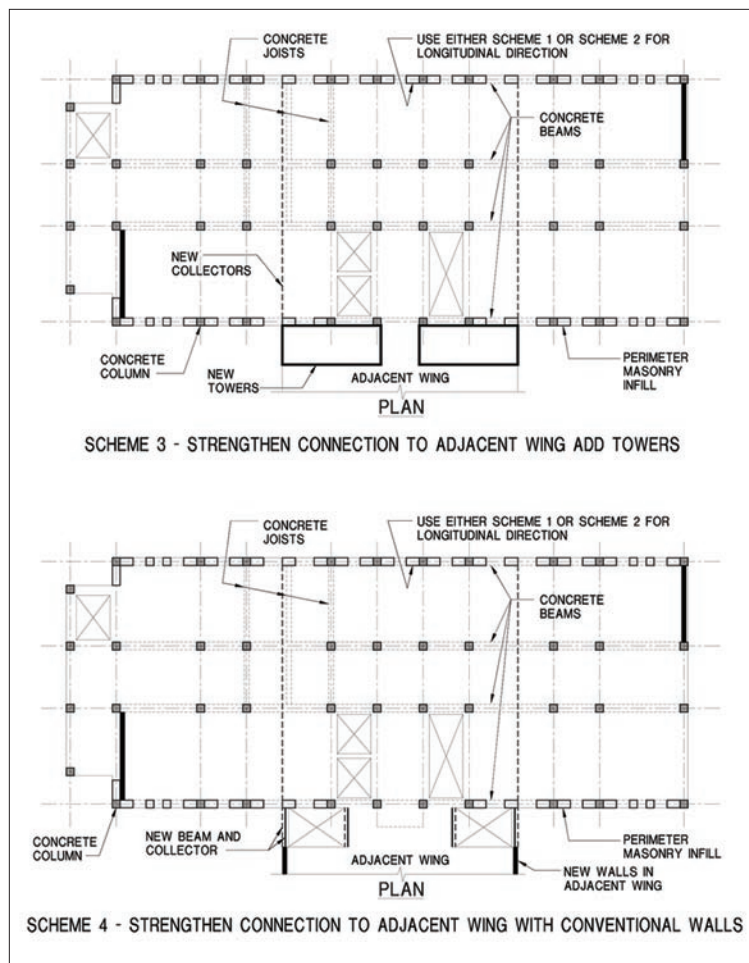 CONCRETE
JOISTS
USE EITHER SCHEME 1 OR SCHEME 2 FOR
LONGITUDINAL DIRECTION
CONCRETE
BEAMS
NEW
COLLECTORS
CONCRETE
COLUMN
NEW
TOWERS
ADJACENT WING
PERIMETER
MASONRY
INFILL
PLAN
SCHEME 3 - STRENGTHEN CONNECTION TO ADJACENT WING ADD TOWERS
CONCRETE
JOISTS
USE EITHER SCHEME 1 OR SCHEME 2 FOR
LONGITUDINAL DIRECTION
CONCRETE
BEAMS
CONCRETE
COLUMN
NEW BEAM AND
COLLECTOR
ADJACENT WING
PERIMETER
MASONRY INFILL
NEW WALLS IN
ADJACENT WING
PLAN
SCHEME 4 - STRENGTHEN CONNECTION TO ADJACENT WING WITH CONVENTIONAL WALLS